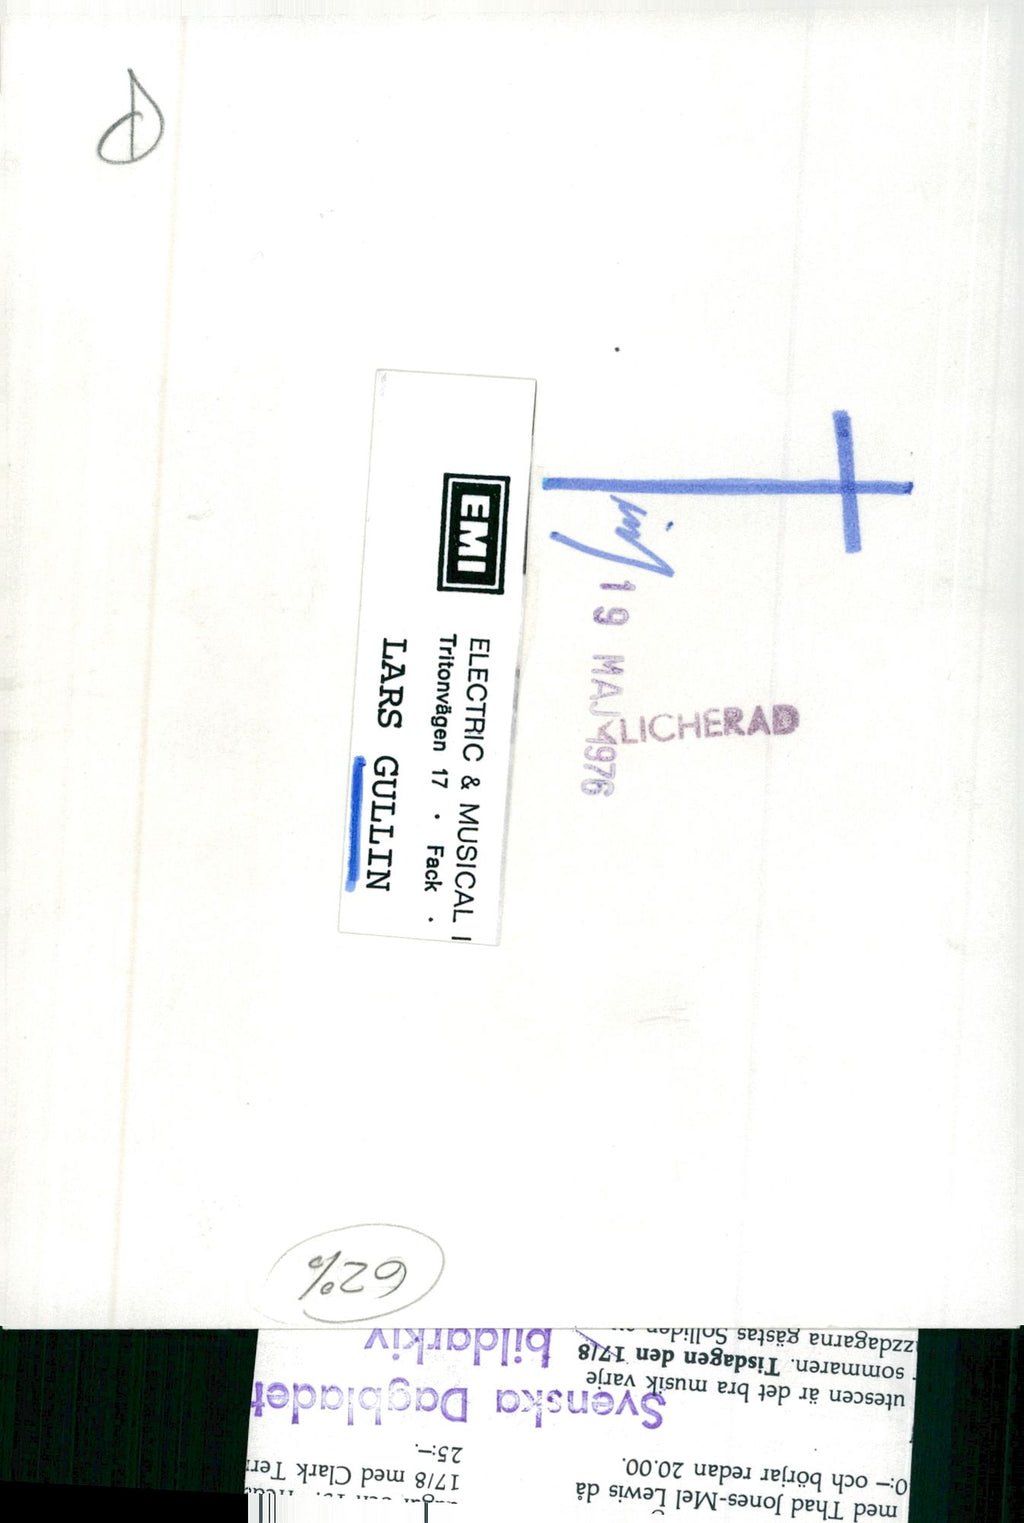 EMI
ELECTRIC & MUSICAL I
Tritonvägen 17 · Fack ·
LARS GULLIN
19 MAJ 1976
KLICHERAD
62%
Svenska Dagbladet
bildarkiv
med Thad Jones-Mel Lewis då
0:– och börjar redan 20.00.
utescen är det bra musik varje
sommaren. Tisdagen den 17/8
zzdagarna gästas Solliden
17/8 med Clark Terr
25:–.